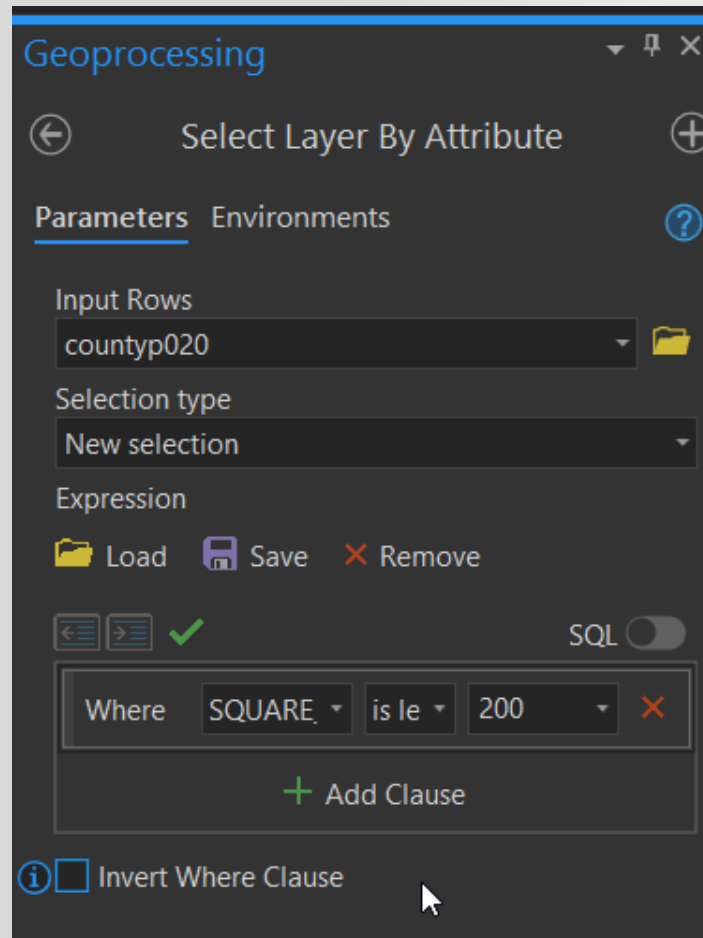 Geoprocessing
Select Layer By Attribute
Parameters Environments
Input Rows
countyp020
Selection type
New selection
Expression
Load Save Remove
SQL
Where SQUARE_ is le 200
Add Clause
Invert Where Clause